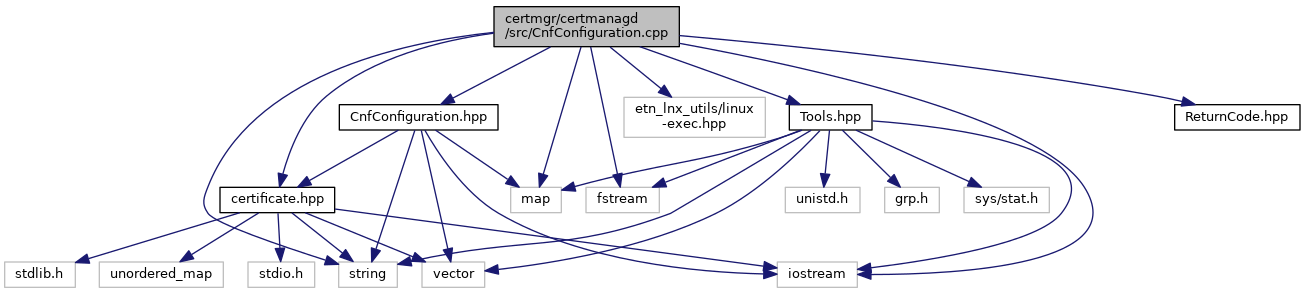 certmgr/certmanagd
/src/CnfConfiguration.cpp
CnfConfiguration.hpp
etn_lnx_utils/linux
-exec.hpp
Tools.hpp
ReturnCode.hpp
certificate.hpp
map
fstream
unistd.h
grp.h
sys/stat.h
stdlib.h
unordered_map
stdio.h
string
vector
iostream